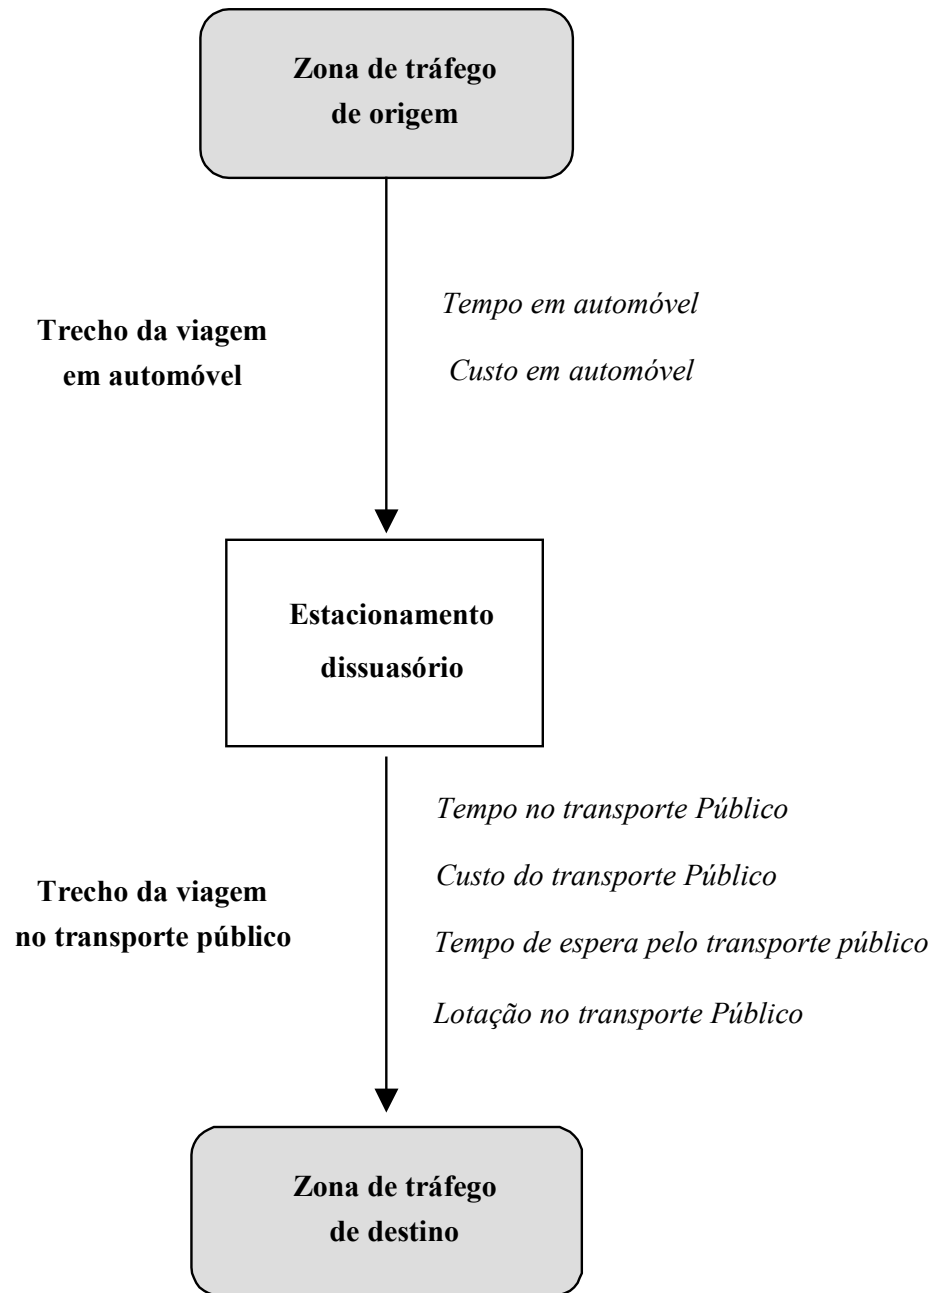 Zona de tráfego
de origem
Trecho da viagem
em automóvel
Tempo em automóvel
Custo em automóvel
Estacionamento
dissuasório
Trecho da viagem
no transporte público
Tempo no transporte Público
Custo do transporte Público
Tempo de espera pelo transporte público
Lotação no transporte Público
Zona de tráfego
de destino